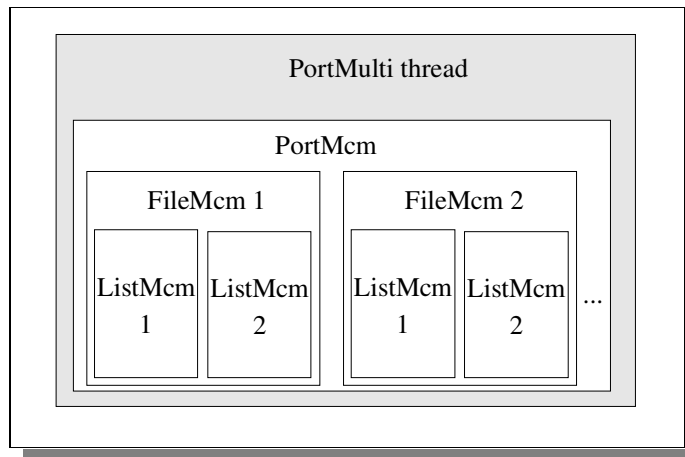 PortMulti thread
PortMcm
FileMcm 1
FileMcm 2
ListMcm
1
ListMcm
2
ListMcm
1
ListMcm
2
...